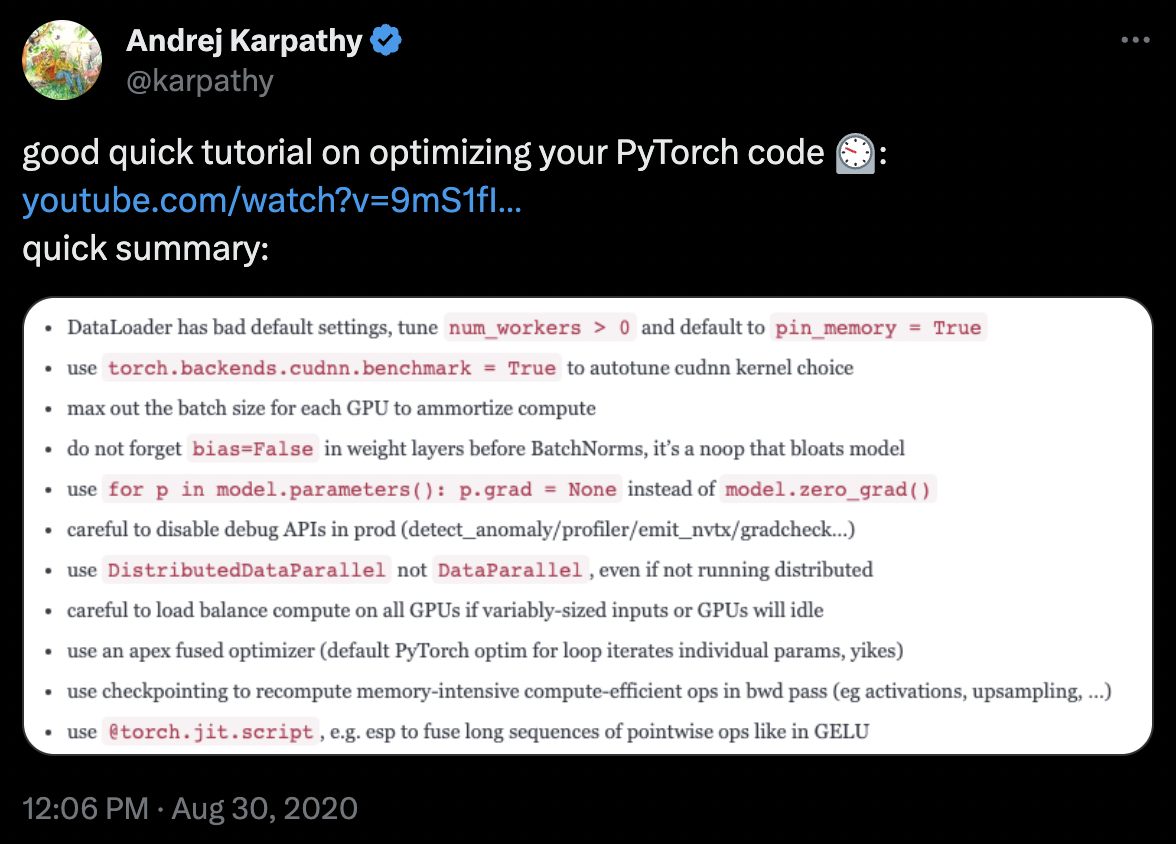 Andrej Karpathy
@karpathy
good quick tutorial on optimizing your PyTorch code 🕰:
youtube.com/watch?v=9mS1fI...
quick summary:
• DataLoader has bad default settings, tune num_workers > 0 and default to pin_memory = True
• use torch.backends.cudnn.benchmark = True to autotune cudnn kernel choice
• max out the batch size for each GPU to ammortize compute
• do not forget bias=False in weight layers before BatchNorms, it's a noop that bloats model
• use for p in model.parameters(): p.grad = None instead of model.zero_grad()
• careful to disable debug APIs in prod (detect_anomaly/profiler/emit_nvtx/gradcheck...)
• use DistributedDataParallel not DataParallel, even if not running distributed
• careful to load balance compute on all GPUs if variably-sized inputs or GPUs will idle
• use an apex fused optimizer (default PyTorch optim for loop iterates individual params, yikes)
• use checkpointing to recompute memory-intensive compute-efficient ops in bwd pass (eg activations, upsampling, ...)
• use @torch.jit.script, e.g. esp to fuse long sequences of pointwise ops like in GELU
12:06 PM · Aug 30, 2020